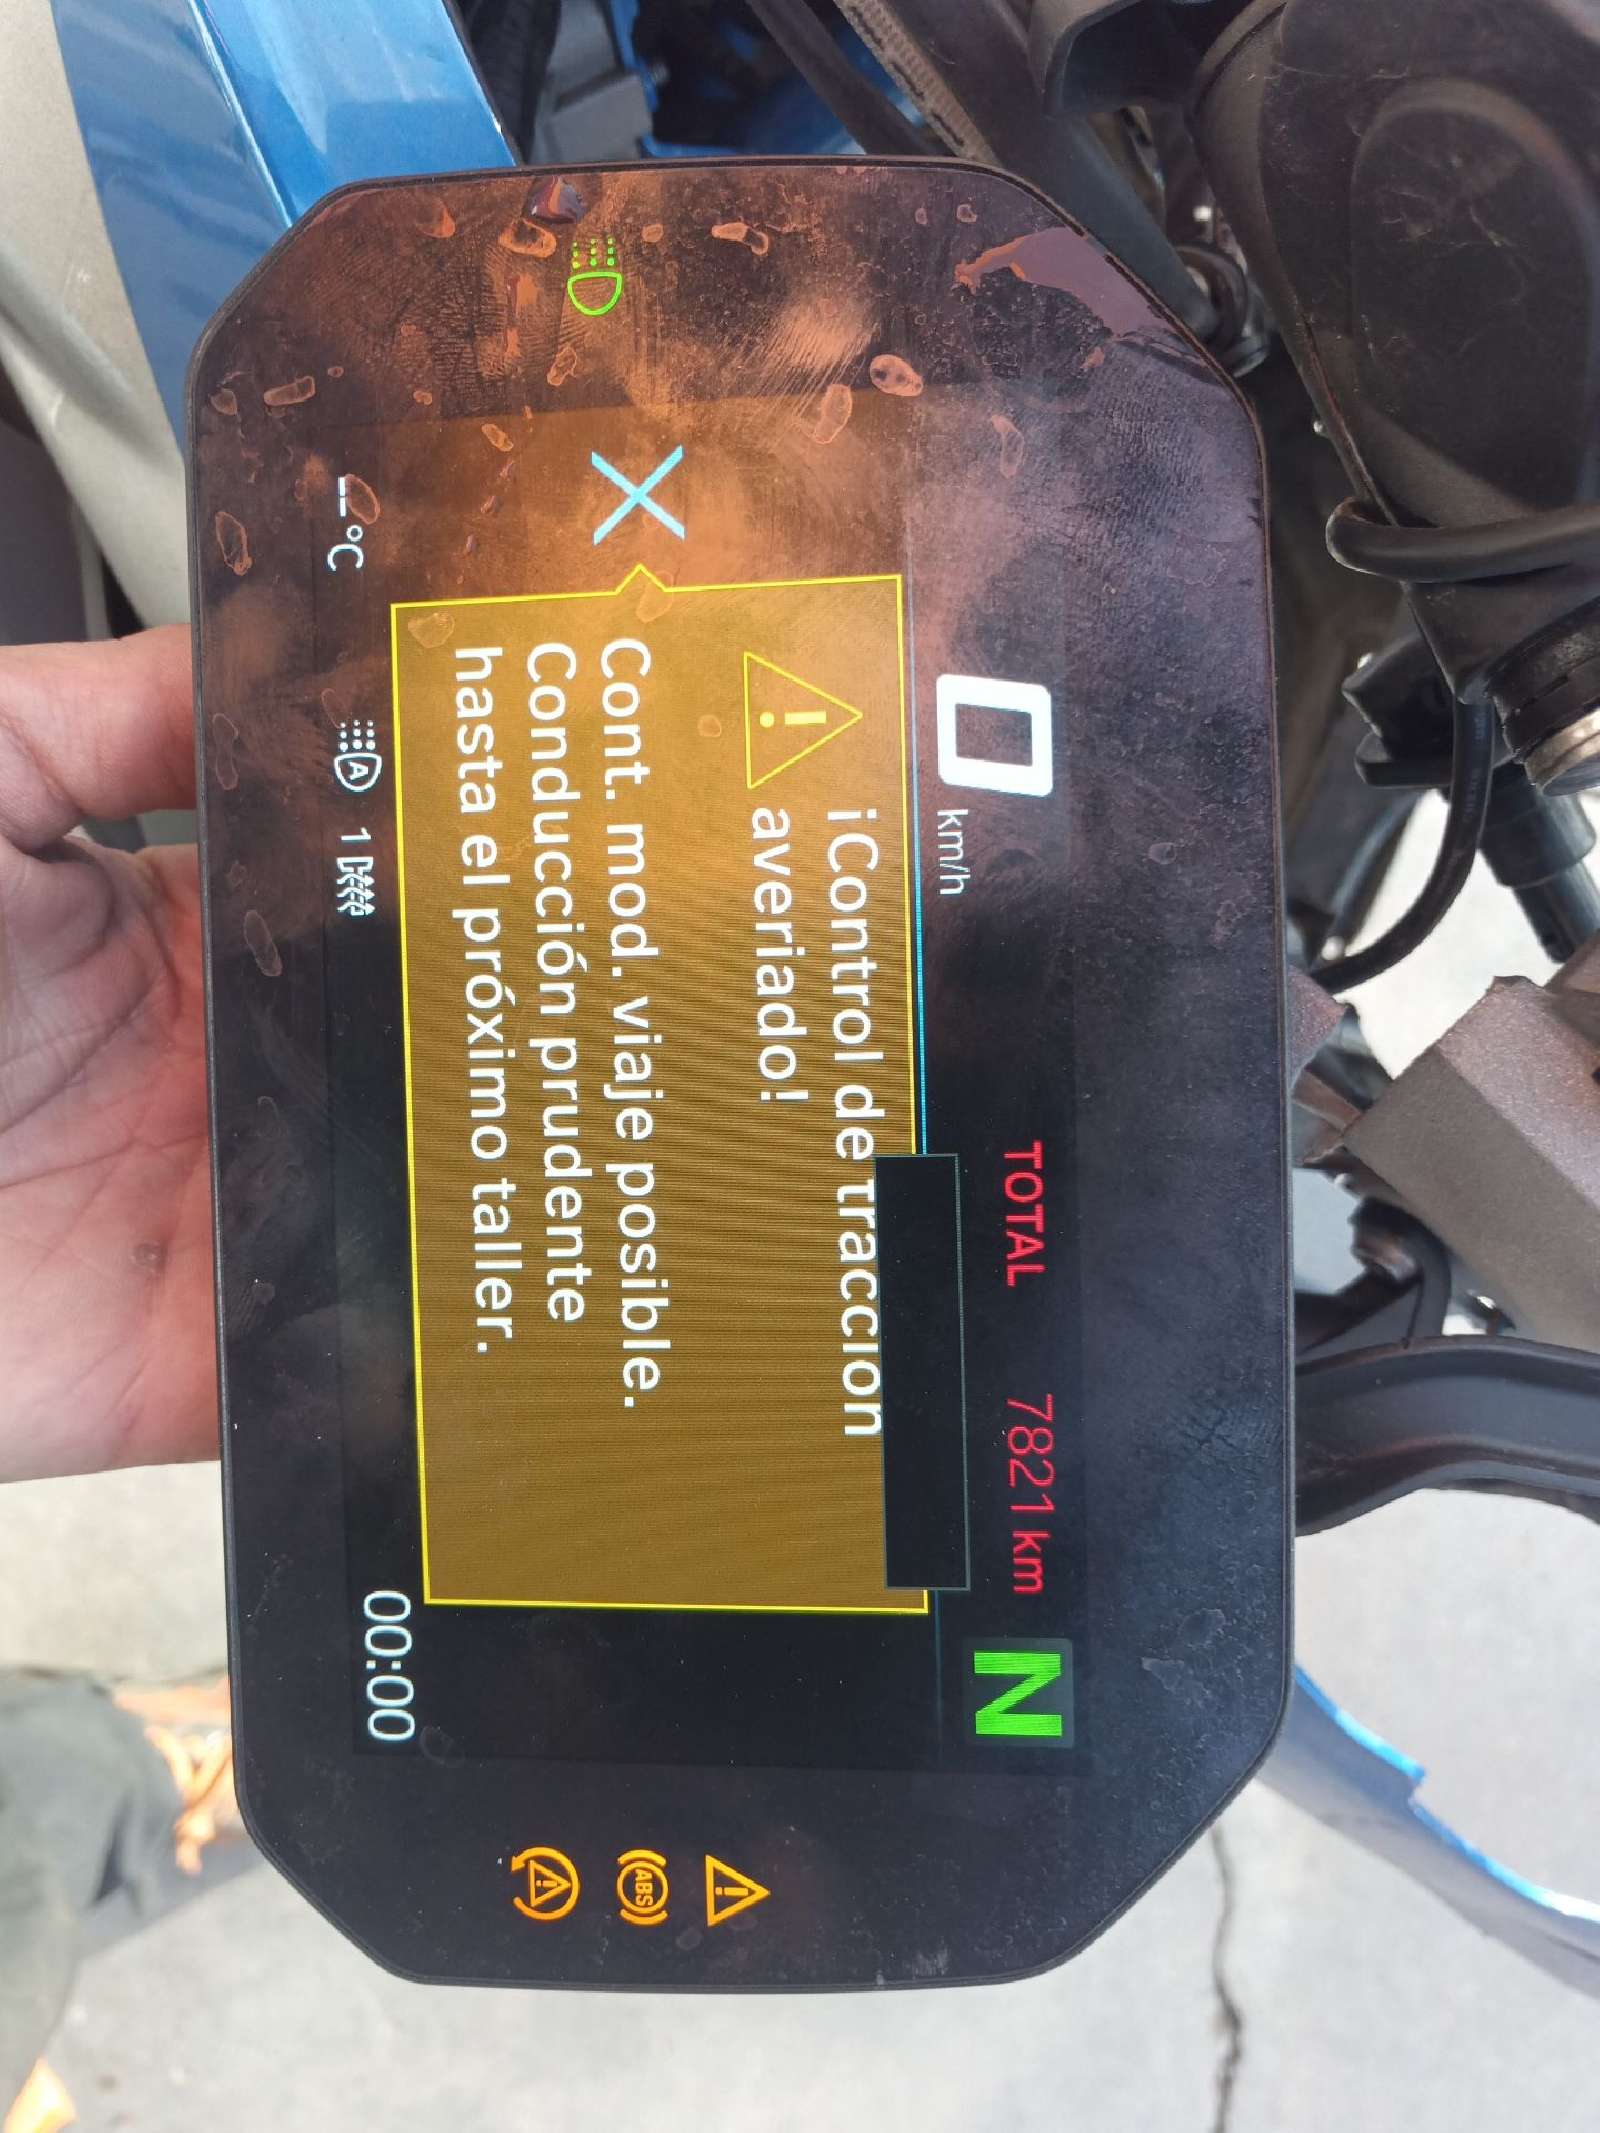 0 km/h
TOTAL 7821 km
N
¡Control de tracción
averiado!
Cont. mod. viaje posible.
Conducción prudente
hasta el próximo taller.
--°C
A
1
00:00
ABS